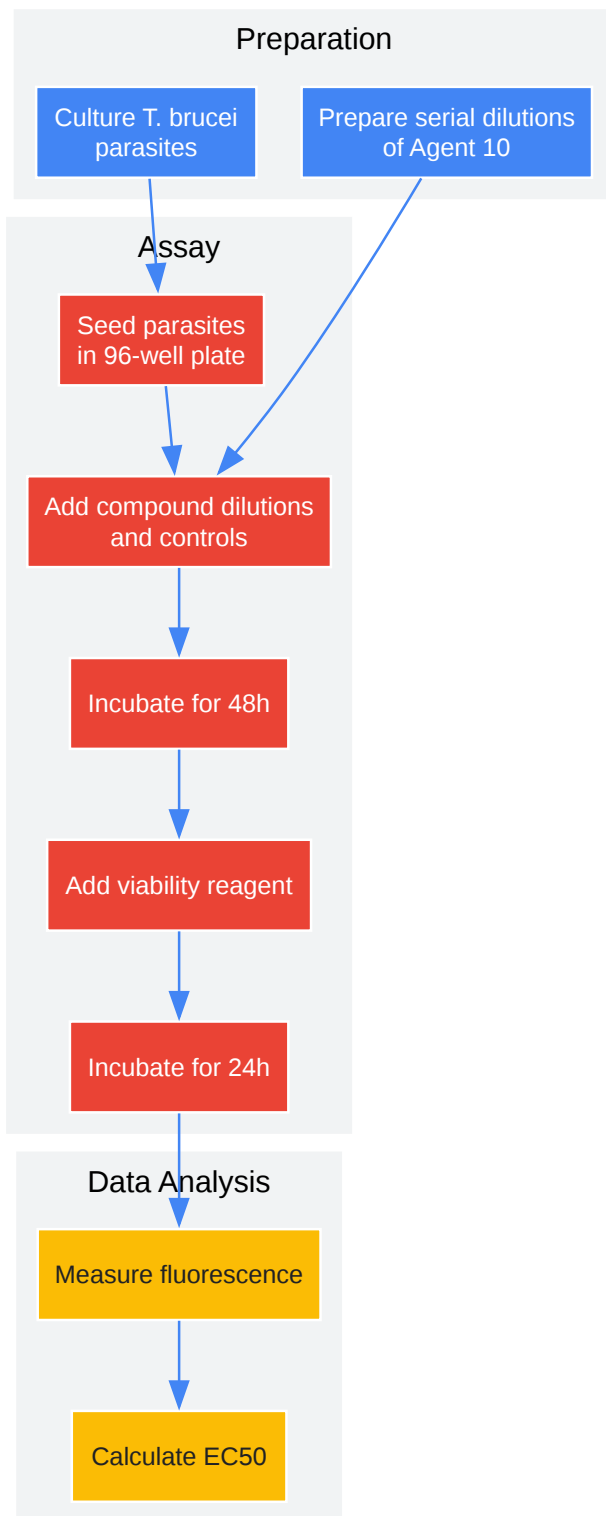 Preparation
Culture T. brucei
parasites
Prepare serial dilutions
of Agent 10
Assay
Seed parasites
in 96-well plate
Add compound dilutions
and controls
Incubate for 48h
Add viability reagent
Incubate for 24h
Data Analysis
Measure fluorescence
Calculate EC50